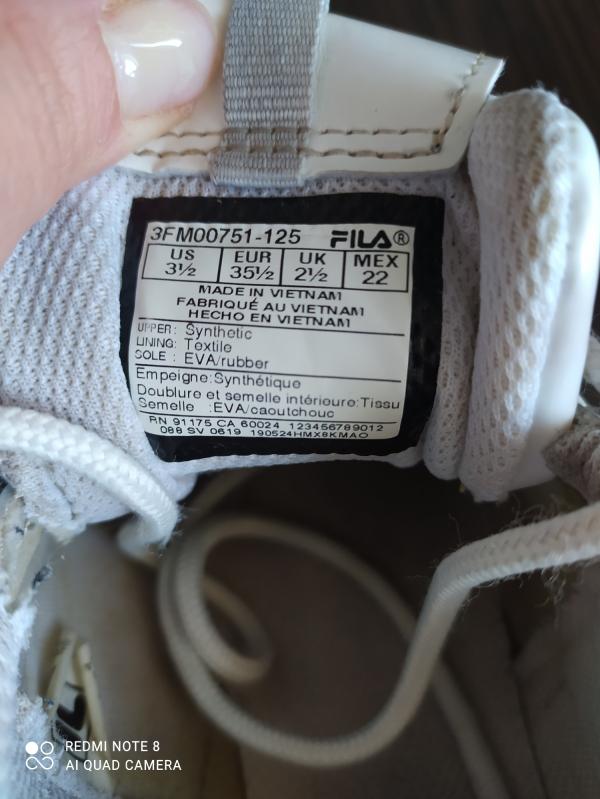 3FM00751-125 FILA®
US EUR UK MEX
3½ 35½ 2½ 22
MADE IN VIETNAM
FABRIQUÉ AU VIETNAM
HECHO EN VIETNAM
UPPER: Synthetic
LINING: Textile
SOLE : EVA/rubber
Empeigne:Synthétique
Doublure et semelle intérieure:Tissu
Semelle :EVA/caoutchouc
RN 91175 CA 60024 123456789012
088 SV 0619 190524HMX8KMAO
REDMI NOTE 8
AI QUAD CAMERA